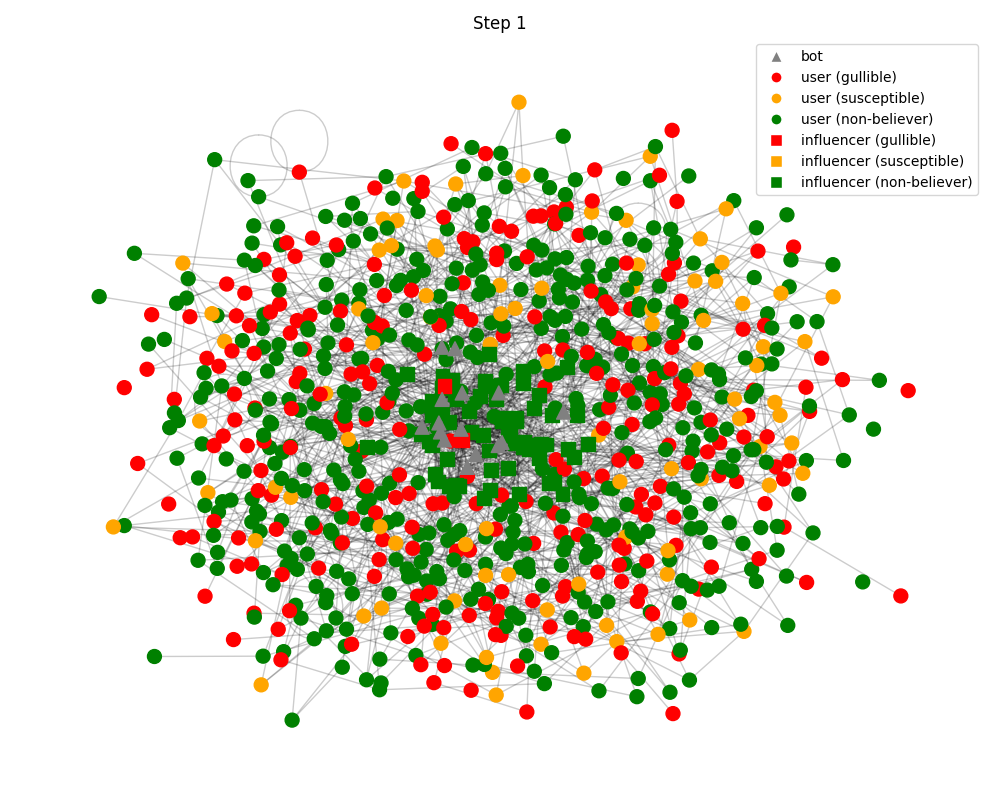 Step 1
bot
user (gullible)
user (susceptible)
user (non-believer)
influencer (gullible)
influencer (susceptible)
influencer (non-believer)